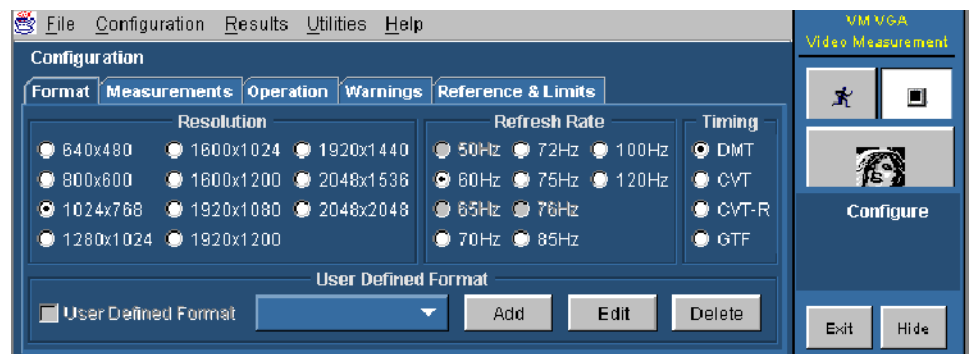 File Configuration Results Utilities Help
Configuration
Format Measurements Operation Warnings Reference & Limits
Resolution
640x480 1600x1024 1920x1440
800x600 1600x1200 2048x1536
1024x768 1920x1080 2048x2048
1280x1024 1920x1200
Refresh Rate
50Hz 72Hz 100Hz
60Hz 75Hz 120Hz
65Hz 76Hz
70Hz 85Hz
Timing
DMT
CVT
CVT-R
GTF
User Defined Format
User Defined Format Add Edit Delete
VM VGA
Video Measurement
Configure
Exit Hide